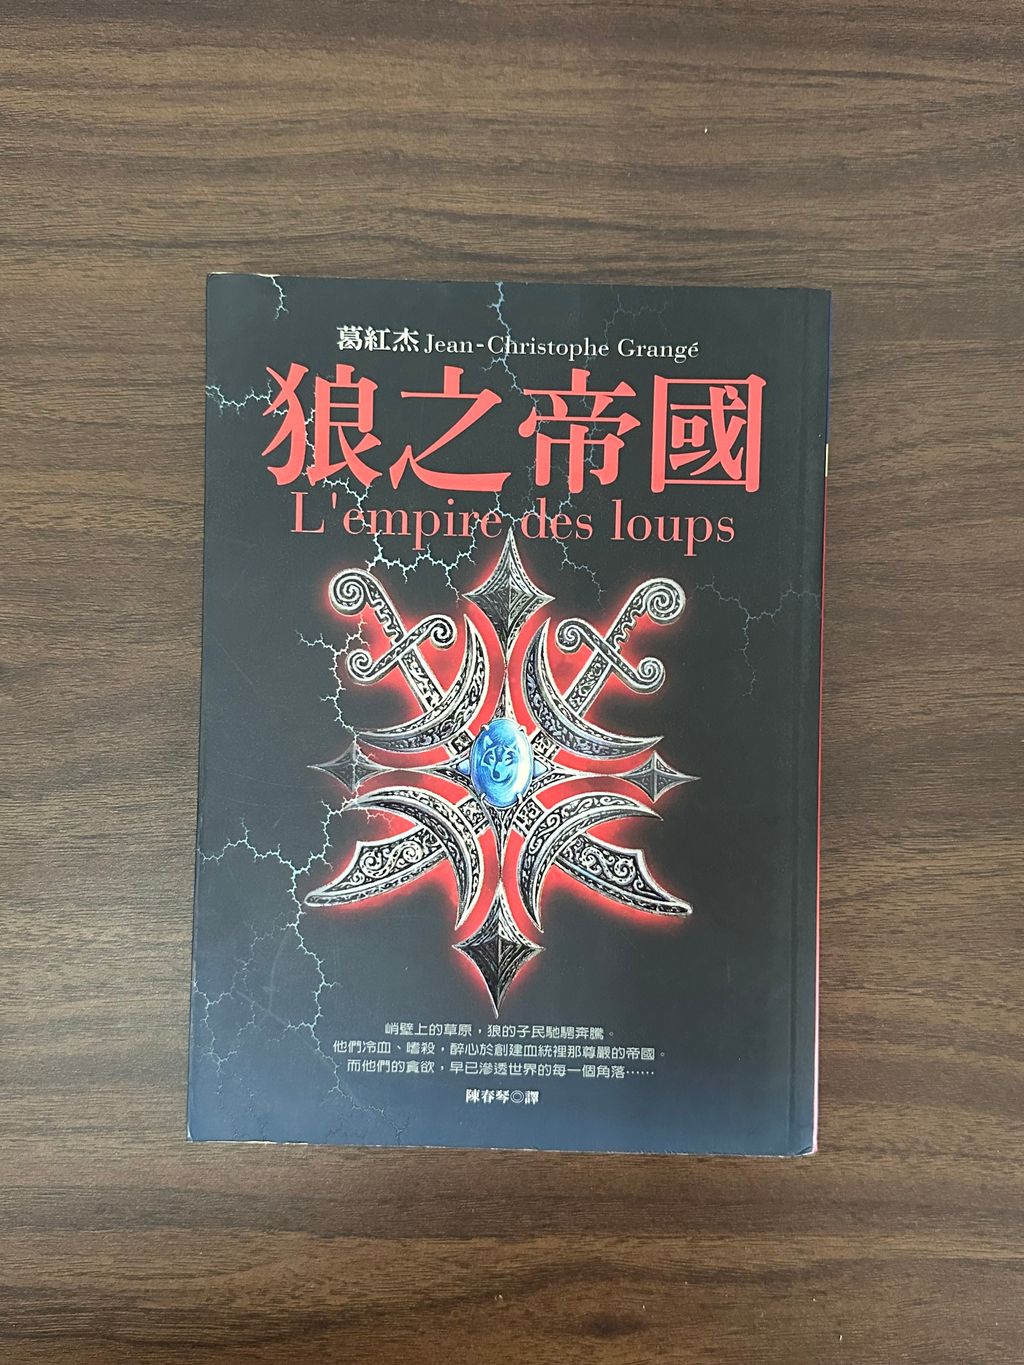 葛紅杰 Jean-Christophe Grangé
狼之帝國
L'empire des loups
峭壁上的草原，狼的子民馳騁奔騰。
他們冷血、嗜殺，醉心於創建血統裡那尊嚴的帝國。
而他們的貪欲，早已滲透世界的每一個角落……
陳春琴◎譯